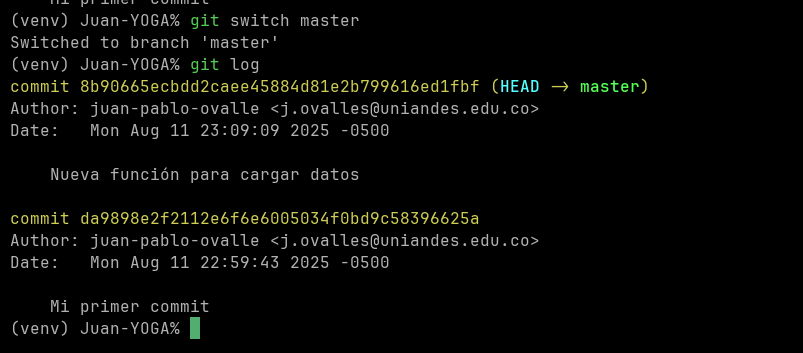 Mi primer commit
(venv) Juan-YOGA% git switch master
Switched to branch 'master'
(venv) Juan-YOGA% git log
commit 8b90665ecbdd2caee45884d81e2b799616ed1fbf (HEAD -> master)
Author: juan-pablo-ovalle <j.ovalles@uniandes.edu.co>
Date:   Mon Aug 11 23:09:09 2025 -0500
Nueva función para cargar datos
commit da9898e2f2112e6f6e6005034f0bd9c58396625a
Author: juan-pablo-ovalle <j.ovalles@uniandes.edu.co>
Date:   Mon Aug 11 22:59:43 2025 -0500
Mi primer commit
(venv) Juan-YOGA%